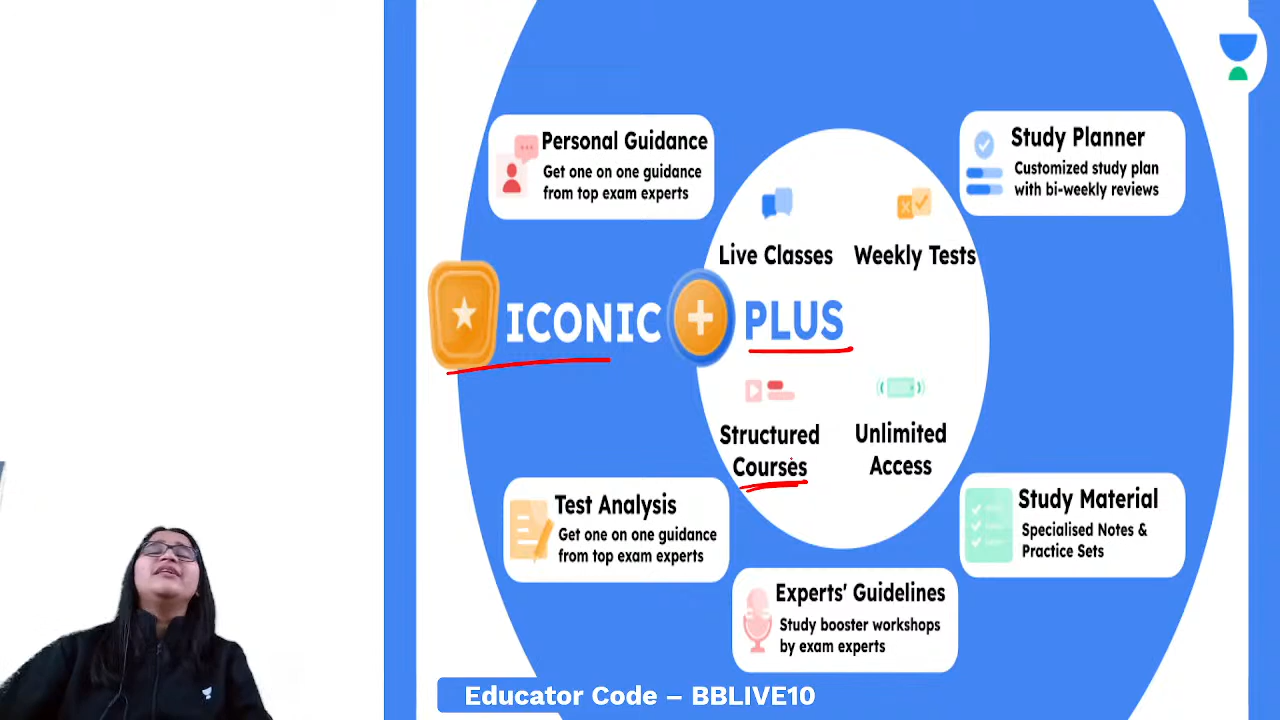 Personal Guidance
Get one on one guidance
from top exam experts
Study Planner
Customized study plan
with bi-weekly reviews
Live Classes
Weekly Tests
ICONIC
PLUS
Structured
Courses
Unlimited
Access
Test Analysis
Get one on one guidance
from top exam experts
Study Material
Specialised Notes &
Practice Sets
Experts' Guidelines
Study booster workshops
by exam experts
Educator Code – BBLIVE10